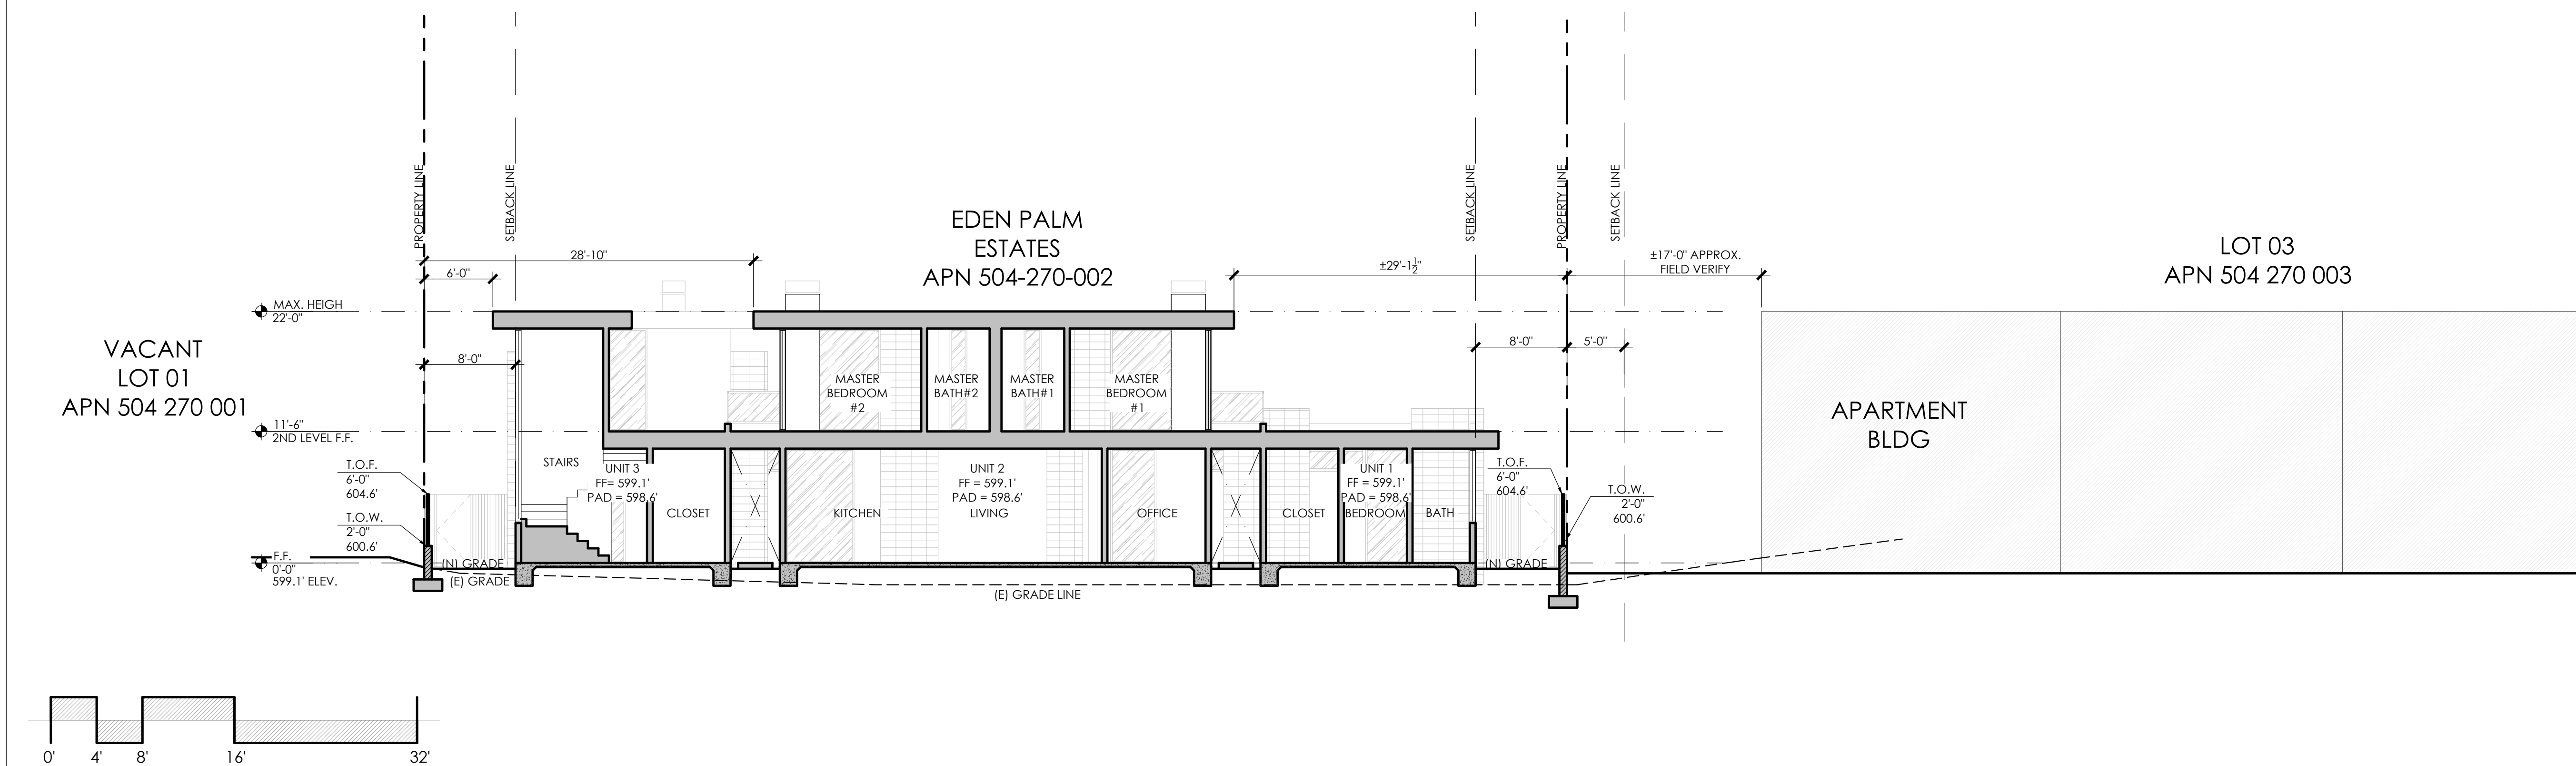 PROPERTY LINE
SETBACK LINE
SETBACK LINE
PROPERTY LINE
SETBACK LINE
EDEN PALM
ESTATES
APN 504-270-002
LOT 03
APN 504 270 003
28'-10"
6'-0"
±29'-1½"
±17'-0" APPROX.
FIELD VERIFY
MAX. HEIGH
22'-0"
VACANT
LOT 01
APN 504 270 001
8'-0"
8'-0"
5'-0"
MASTER
BEDROOM
#2
MASTER
BATH#2
MASTER
BATH#1
MASTER
BEDROOM
#1
APARTMENT
BLDG
11'-6"
2ND LEVEL F.F.
T.O.F.
6'-0"
604.6'
T.O.W.
2'-0"
600.6'
STAIRS
UNIT 3
FF= 599.1'
PAD = 598.6'
CLOSET
KITCHEN
UNIT 2
FF = 599.1'
PAD = 598.6'
LIVING
OFFICE
CLOSET
UNIT 1
FF = 599.1'
PAD = 598.6'
BEDROOM
BATH
T.O.F.
6'-0"
604.6'
T.O.W.
2'-0"
600.6'
F.F.
0'-0"
599.1' ELEV.
(N) GRADE
(E) GRADE
(N) GRADE
(E) GRADE LINE
0'
4'
8'
16'
32'